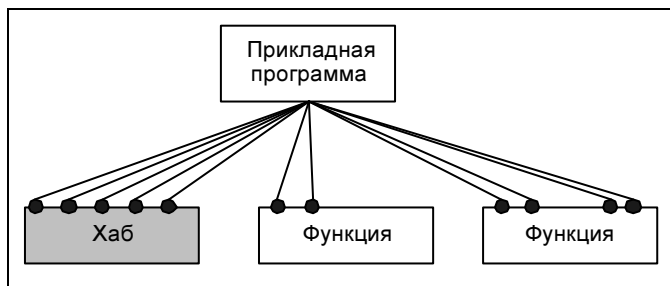 Прикладная
программа
Хаб
Функция
Функция